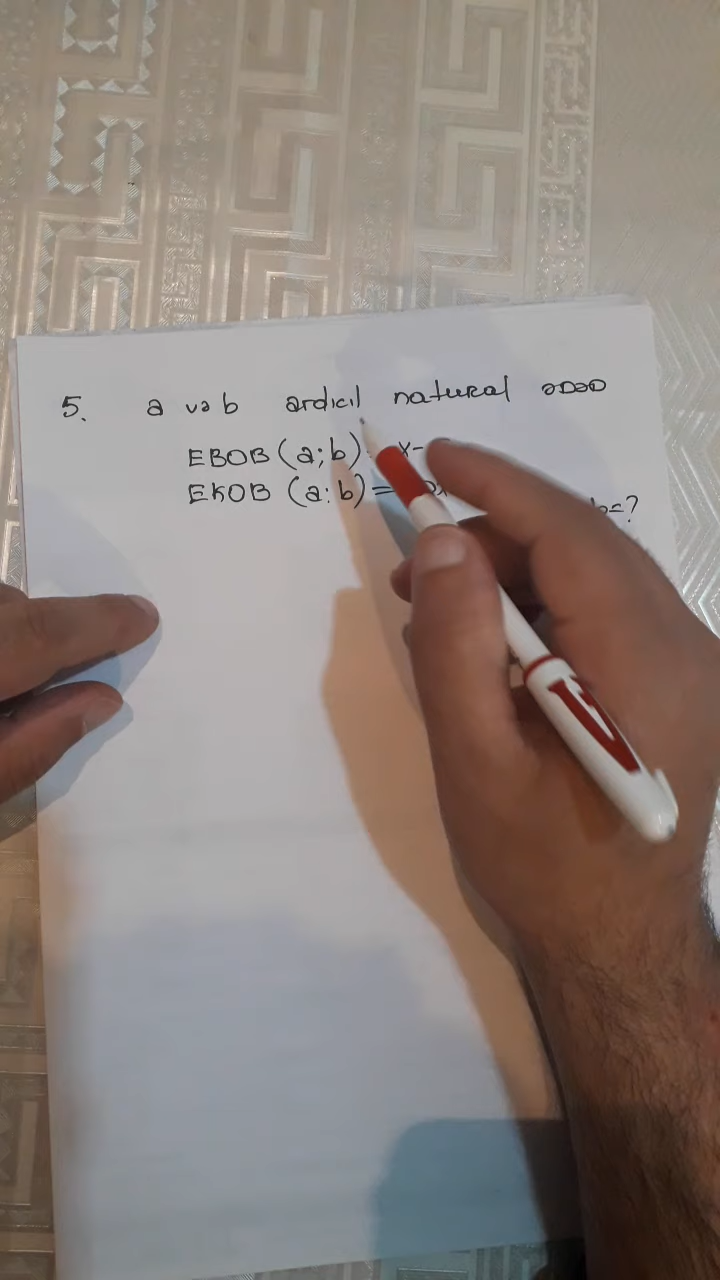 5. a və b ardıcıl natural ədəd
EBOB (a;b) x-
EKOB (a:b) =
b=?